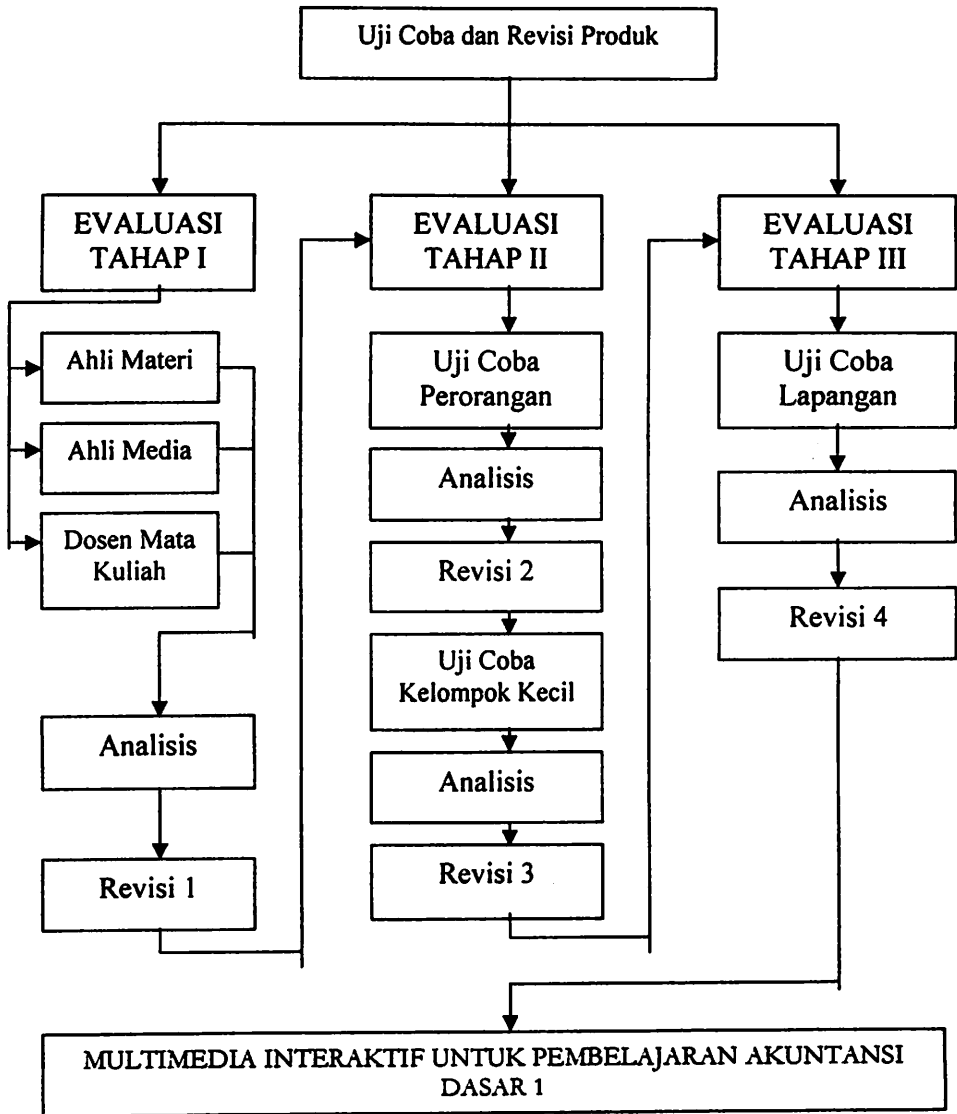 Uji Coba dan Revisi Produk
EVALUASI
TAHAP I
Ahli Materi
Ahli Media
Dosen Mata
Kuliah
Analisis
Revisi 1
EVALUASI
TAHAP II
Uji Coba
Perorangan
Analisis
Revisi 2
Uji Coba
Kelompok Kecil
Analisis
Revisi 3
EVALUASI
TAHAP III
Uji Coba
Lapangan
Analisis
Revisi 4
MULTIMEDIA INTERAKTIF UNTUK PEMBELAJARAN AKUNTANSI
DASAR 1